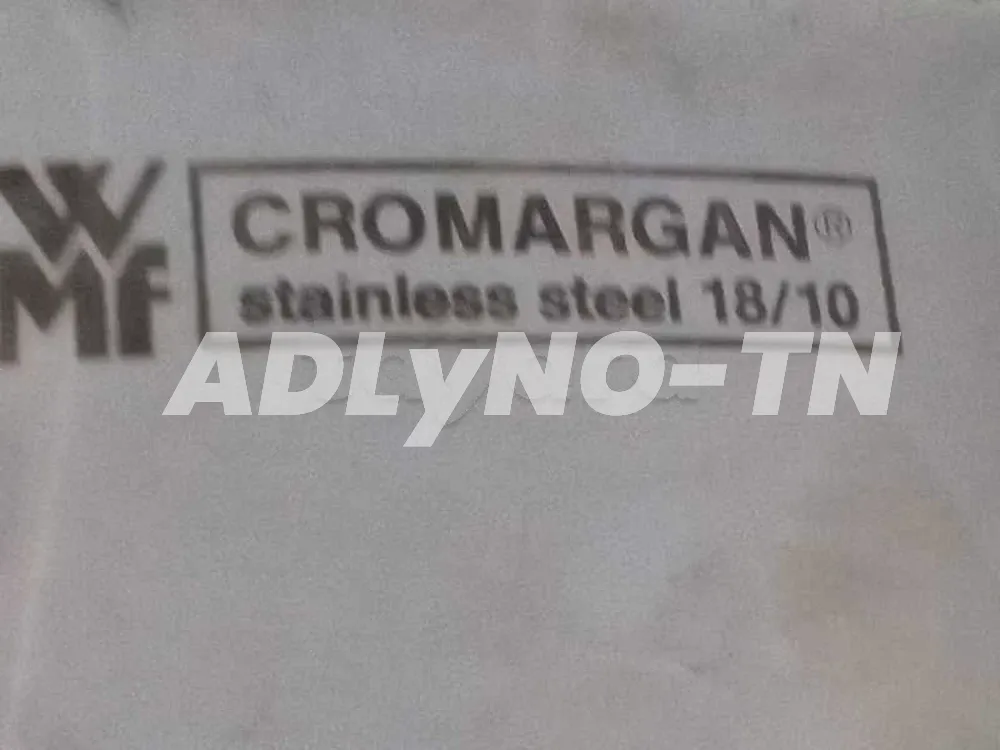 WMF
CROMARGAN®
stainless steel 18/10
ADLyNO-TN